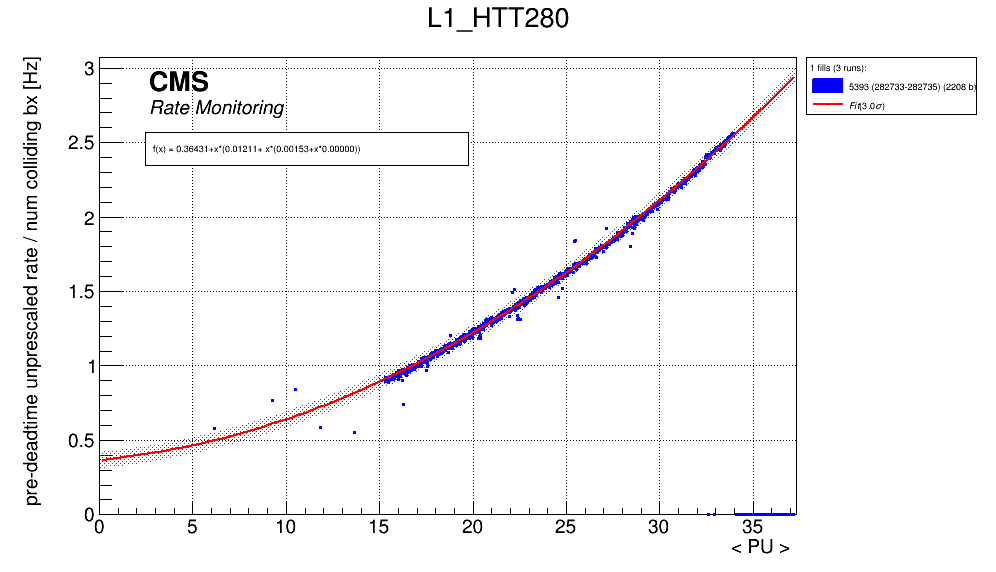 L1_HTT280
pre-deadtime unprescaled rate / num colliding bx [Hz]
CMS
Rate Monitoring
f(x) = 0.36431+x*(0.01211+ x*(0.00153+x*0.00000))
3
2.5
2
1.5
1
0.5
0
0 5 10 15 20 25 30 35
< PU >
1 fills (3 runs):
5393 (282733-282735) (2208 b)
Fit(3.0σ)